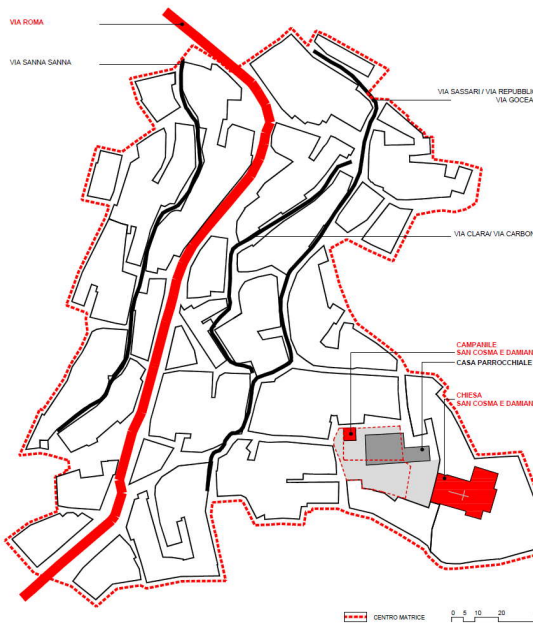 VIA ROMA
VIA SANNA SANNA
VIA SASSARI / VIA REPUBBLIC
VIA GOCEA
VIA CLARA/ VIA CARBON
CAMPANILE
SAN COSMA E DAMIAN
CASA PARROCCHIALE
CHIESA
SAN COSMA E DAMIAN
CENTRO MATRICE
0 5 10 20